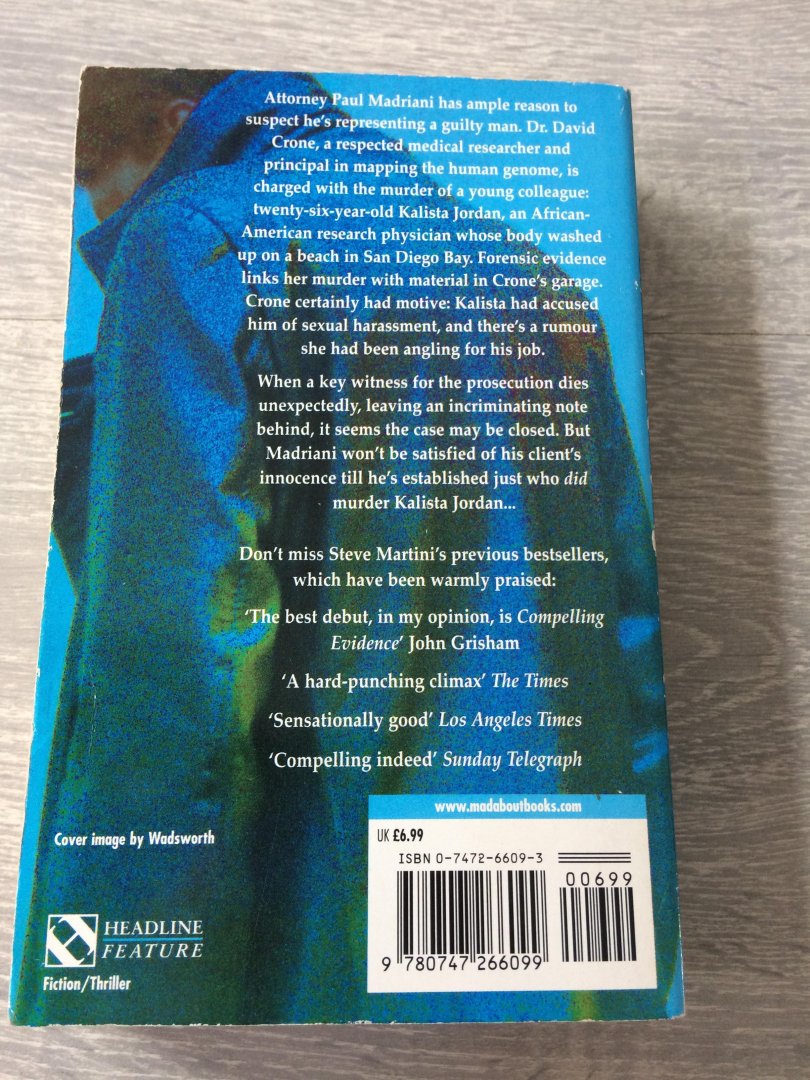 Attorney Paul Madriani has ample reason to
suspect he's representing a guilty man. Dr. David
Crone, a respected medical researcher and
principal in mapping the human genome, is
charged with the murder of a young colleague:
twenty-six-year-old Kalista Jordan, an African-
American research physician whose body washed
up on a beach in San Diego Bay. Forensic evidence
links her murder with material in Crone's garage.
Crone certainly had motive: Kalista had accused
him of sexual harassment, and there's a rumour
she had been angling for his job.
When a key witness for the prosecution dies
unexpectedly, leaving an incriminating note
behind, it seems the case may be closed. But
Madriani won't be satisfied of his client's
innocence till he's established just who did
murder Kalista Jordan...
Don't miss Steve Martini's previous bestsellers,
which have been warmly praised:
‘The best debut, in my opinion, is Compelling
Evidence’ John Grisham
‘A hard-punching climax’ The Times
‘Sensationally good’ Los Angeles Times
‘Compelling indeed’ Sunday Telegraph
www.madaboutbooks.com
UK £6.99
ISBN 0-7472-6609-3
00699
9 780747 266099
Cover image by Wadsworth
HEADLINE
FEATURE
Fiction/Thriller